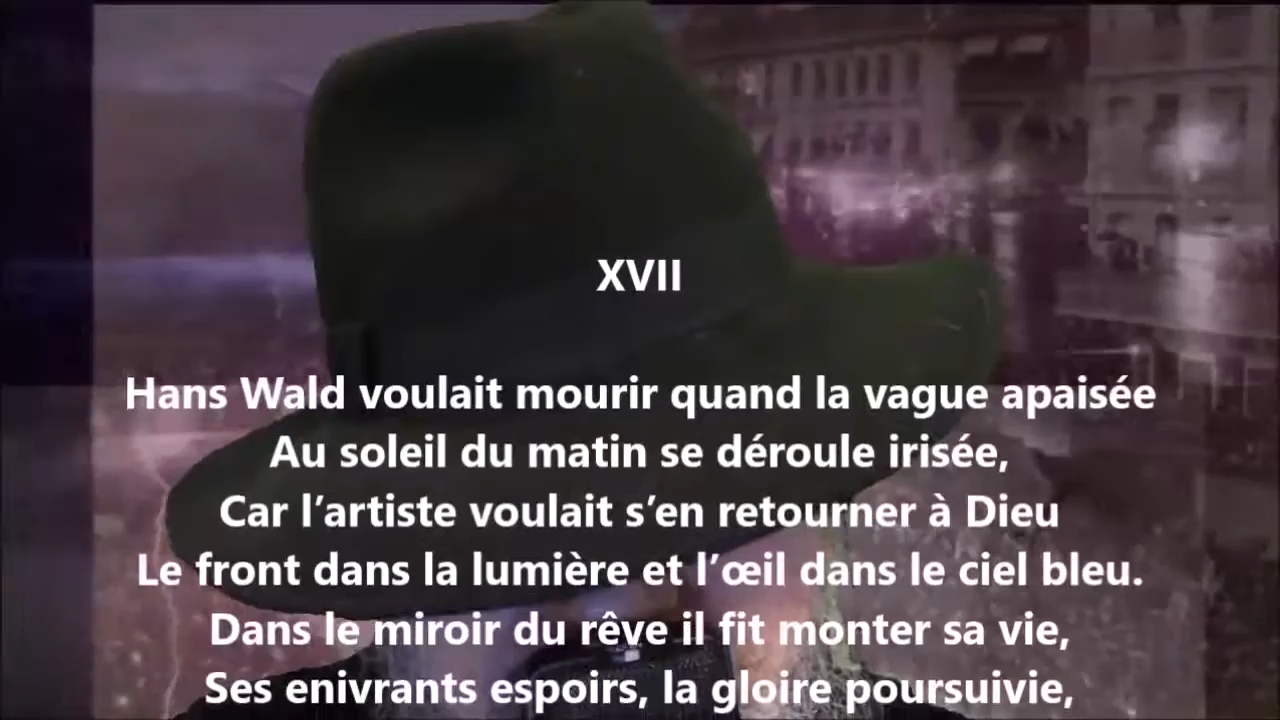 XVII
Hans Wald voulait mourir quand la vague apaisée
Au soleil du matin se déroule irisée,
Car l’artiste voulait s’en retourner à Dieu
Le front dans la lumière et l’œil dans le ciel bleu.
Dans le miroir du rêve il fit monter sa vie,
Ses enivrants espoirs, la gloire poursuivie,